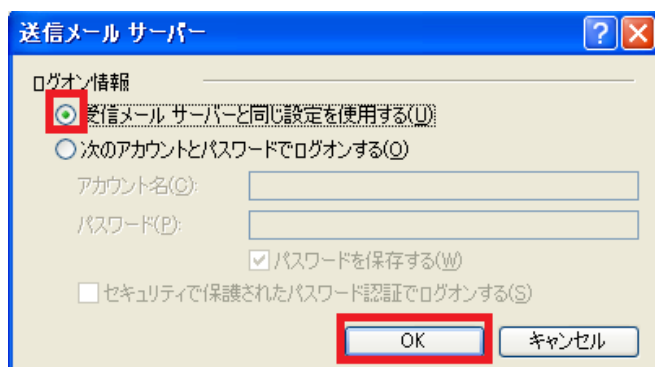 送信メール サーバー
ログオン情報
受信メール サーバーと同じ設定を使用する(U)
次のアカウントとパスワードでログオンする(O)
アカウント名(C):
パスワード(P):
パスワードを保存する(W)
セキュリティで保護されたパスワード認証でログオンする(S)
OK キャンセル